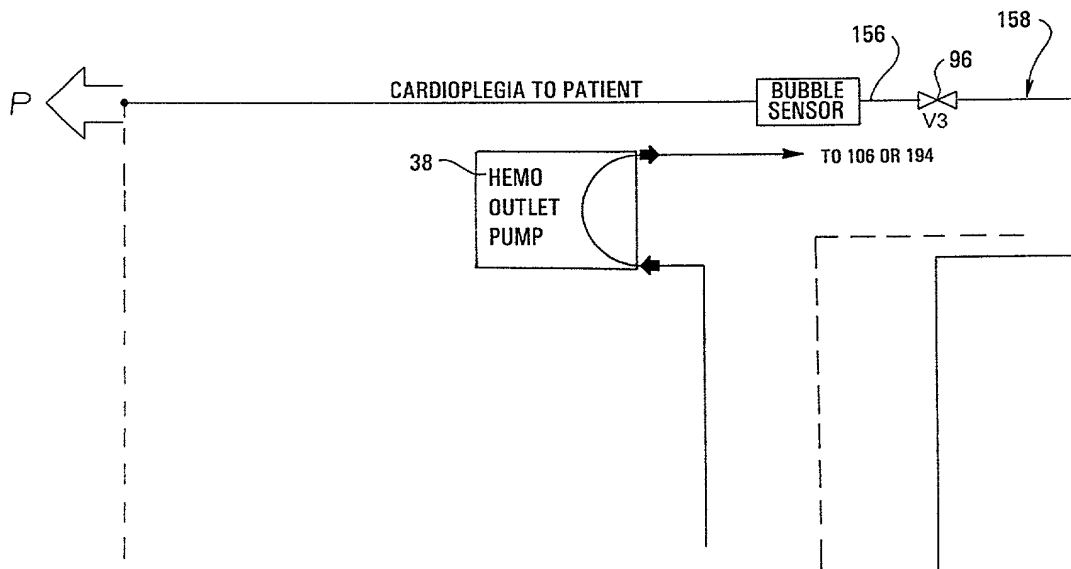 156
96
158
P
CARDIOPLEGIA TO PATIENT
BUBBLE
SENSOR
V3
38
HEMO
OUTLET
PUMP
TO 106 OR 194